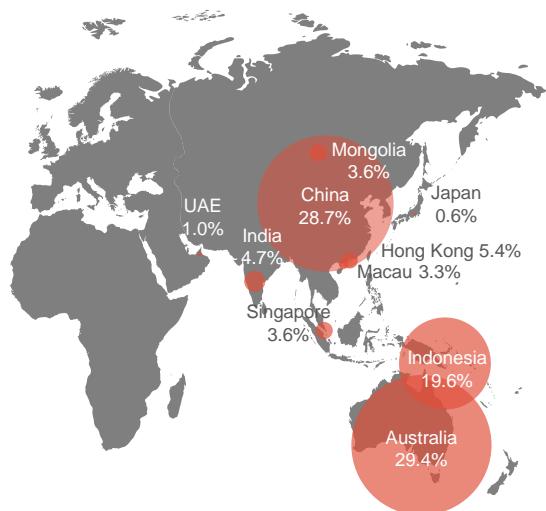 Mongolia
3.6%
China
28.7%
Japan
0.6%
UAE
1.0%
India
4.7%
Hong Kong 5.4%
Macau 3.3%
Singapore
3.6%
Indonesia
19.6%
Australia
29.4%